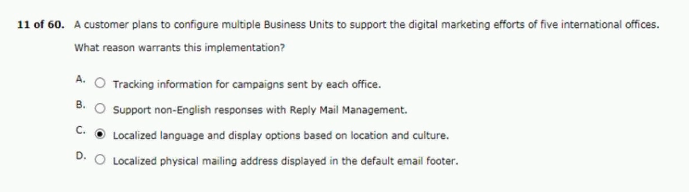 11 of 60. A customer plans to configure multiple Business Units to support the digital marketing efforts of five international offices.
What reason warrants this implementation?
A. Tracking information for campaigns sent by each office.
B. Support non-English responses with Reply Mail Management.
C. Localized language and display options based on location and culture.
D. Localized physical mailing address displayed in the default email footer.